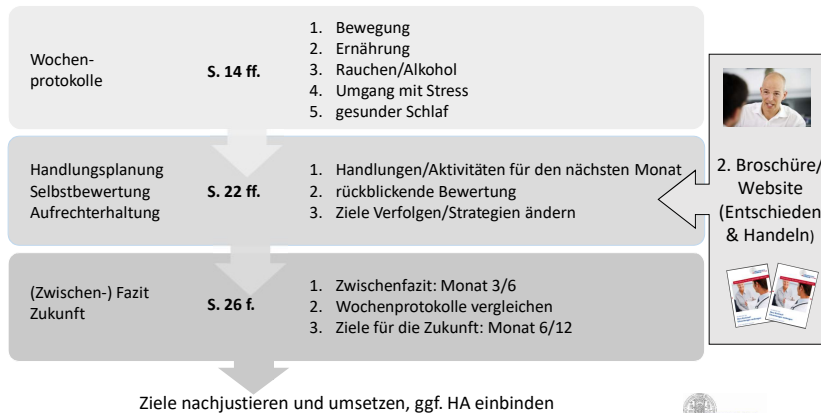 Wochen-
protokolle
S. 14 ff.
1. Bewegung
2. Ernährung
3. Rauchen/Alkohol
4. Umgang mit Stress
5. gesunder Schlaf
Handlungsplanung
Selbstbewertung
Aufrechterhaltung
S. 22 ff.
1. Handlungen/Aktivitäten für den nächsten Monat
2. rückblickende Bewertung
3. Ziele Verfolgen/Strategien ändern
2. Broschüre/
Website
(Entschieden
& Handeln)
(Zwischen-) Fazit
Zukunft
S. 26 f.
1. Zwischenfazit: Monat 3/6
2. Wochenprotokolle vergleichen
3. Ziele für die Zukunft: Monat 6/12
Ziele nachjustieren und umsetzen, ggf. HA einbinden